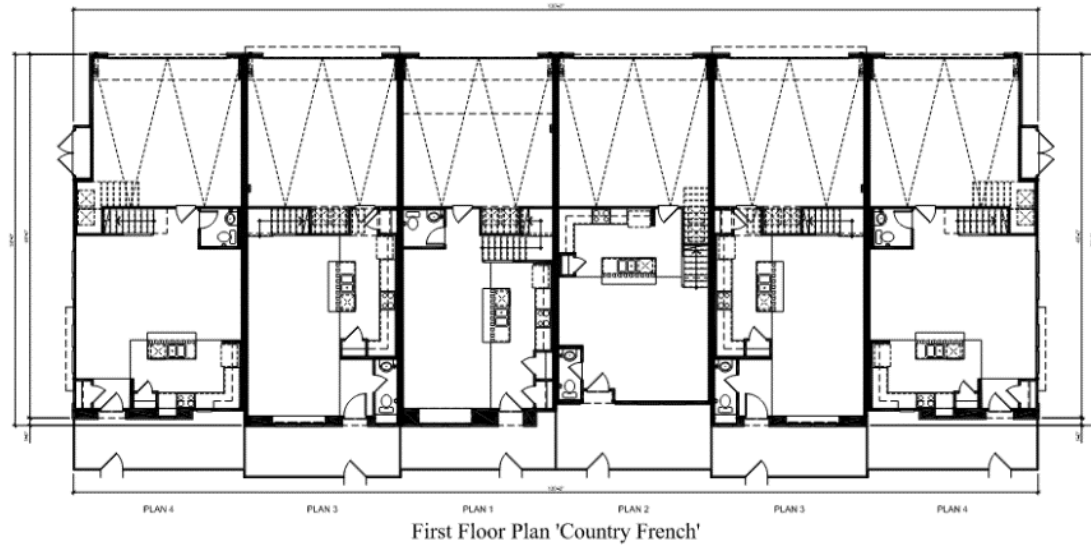 PLAN 4
PLAN 3
PLAN 1
PLAN 2
PLAN 3
PLAN 4
First Floor Plan 'Country French'